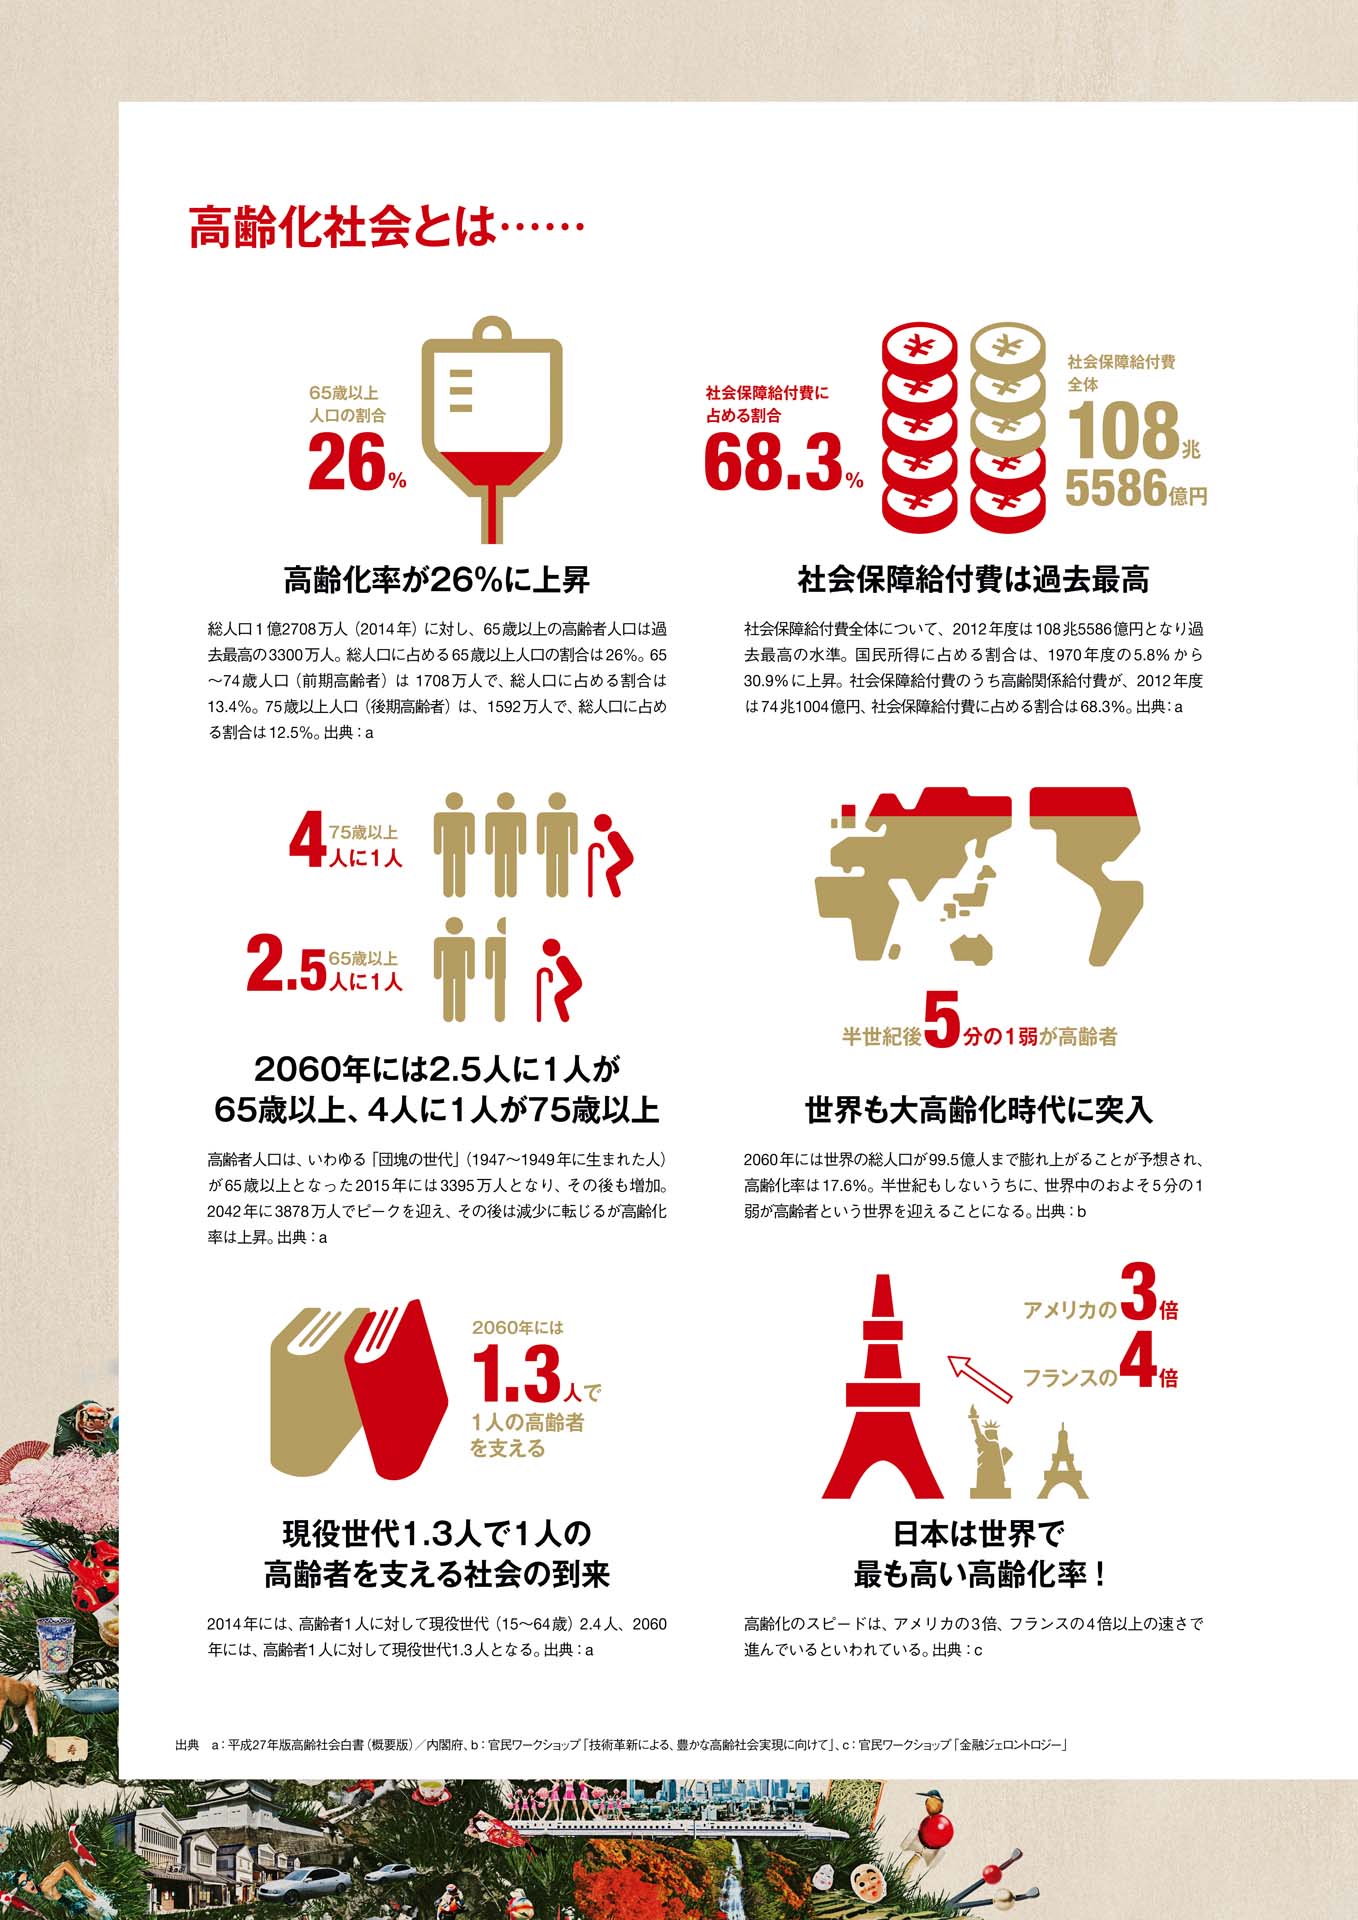 高齢化社会とは……
65歳以上
人口の割合
26%
高齢化率が26%に上昇
総人口1億2708万人（2014年）に対し、65歳以上の高齢者人口は過
去最高の3300万人。総人口に占める65歳以上人口の割合は26%。65
～74歳人口（前期高齢者）は 1708万人で、総人口に占める割合は
13.4%。75歳以上人口（後期高齢者）は、1592万人で、総人口に占め
る割合は12.5%。出典：a
社会保障給付費に
占める割合
68.3%
社会保障給付費
全体
108兆
5586億円
社会保障給付費は過去最高
社会保障給付費全体について、2012年度は108兆5586億円となり過
去最高の水準。国民所得に占める割合は、1970年度の5.8%から
30.9%に上昇。社会保障給付費のうち高齢関係給付費が、2012年度
は74兆1004億円、社会保障給付費に占める割合は68.3%。出典：a
75歳以上
4人に1人
65歳以上
2.5人に1人
2060年には2.5人に1人が
65歳以上、4人に1人が75歳以上
高齢者人口は、いわゆる「団塊の世代」（1947～1949年に生まれた人）
が65歳以上となった2015年には3395万人となり、その後も増加。
2042年に3878万人でピークを迎え、その後は減少に転じるが高齢化
率は上昇。出典：a
半世紀後5分の1弱が高齢者
世界も大高齢化時代に突入
2060年には世界の総人口が99.5億人まで膨れ上がることが予想され、
高齢化率は17.6%。半世紀もしないうちに、世界中のおよそ5分の1
弱が高齢者という世界を迎えることになる。出典：b
2060年には
1.3人で
1人の高齢者
を支える
現役世代1.3人で1人の
高齢者を支える社会の到来
2014年には、高齢者1人に対して現役世代（15～64歳）2.4人、2060
年には、高齢者1人に対して現役世代1.3人となる。出典：a
アメリカの3倍
フランスの4倍
日本は世界で
最も高い高齢化率！
高齢化のスピードは、アメリカの3倍、フランスの4倍以上の速さで
進んでいるといわれている。出典：c
出典　a：平成27年版高齢社会白書（概要版）／内閣府、b：官民ワークショップ「技術革新による、豊かな高齢社会実現に向けて」、c：官民ワークショップ「金融ジェロントロジー」
寿